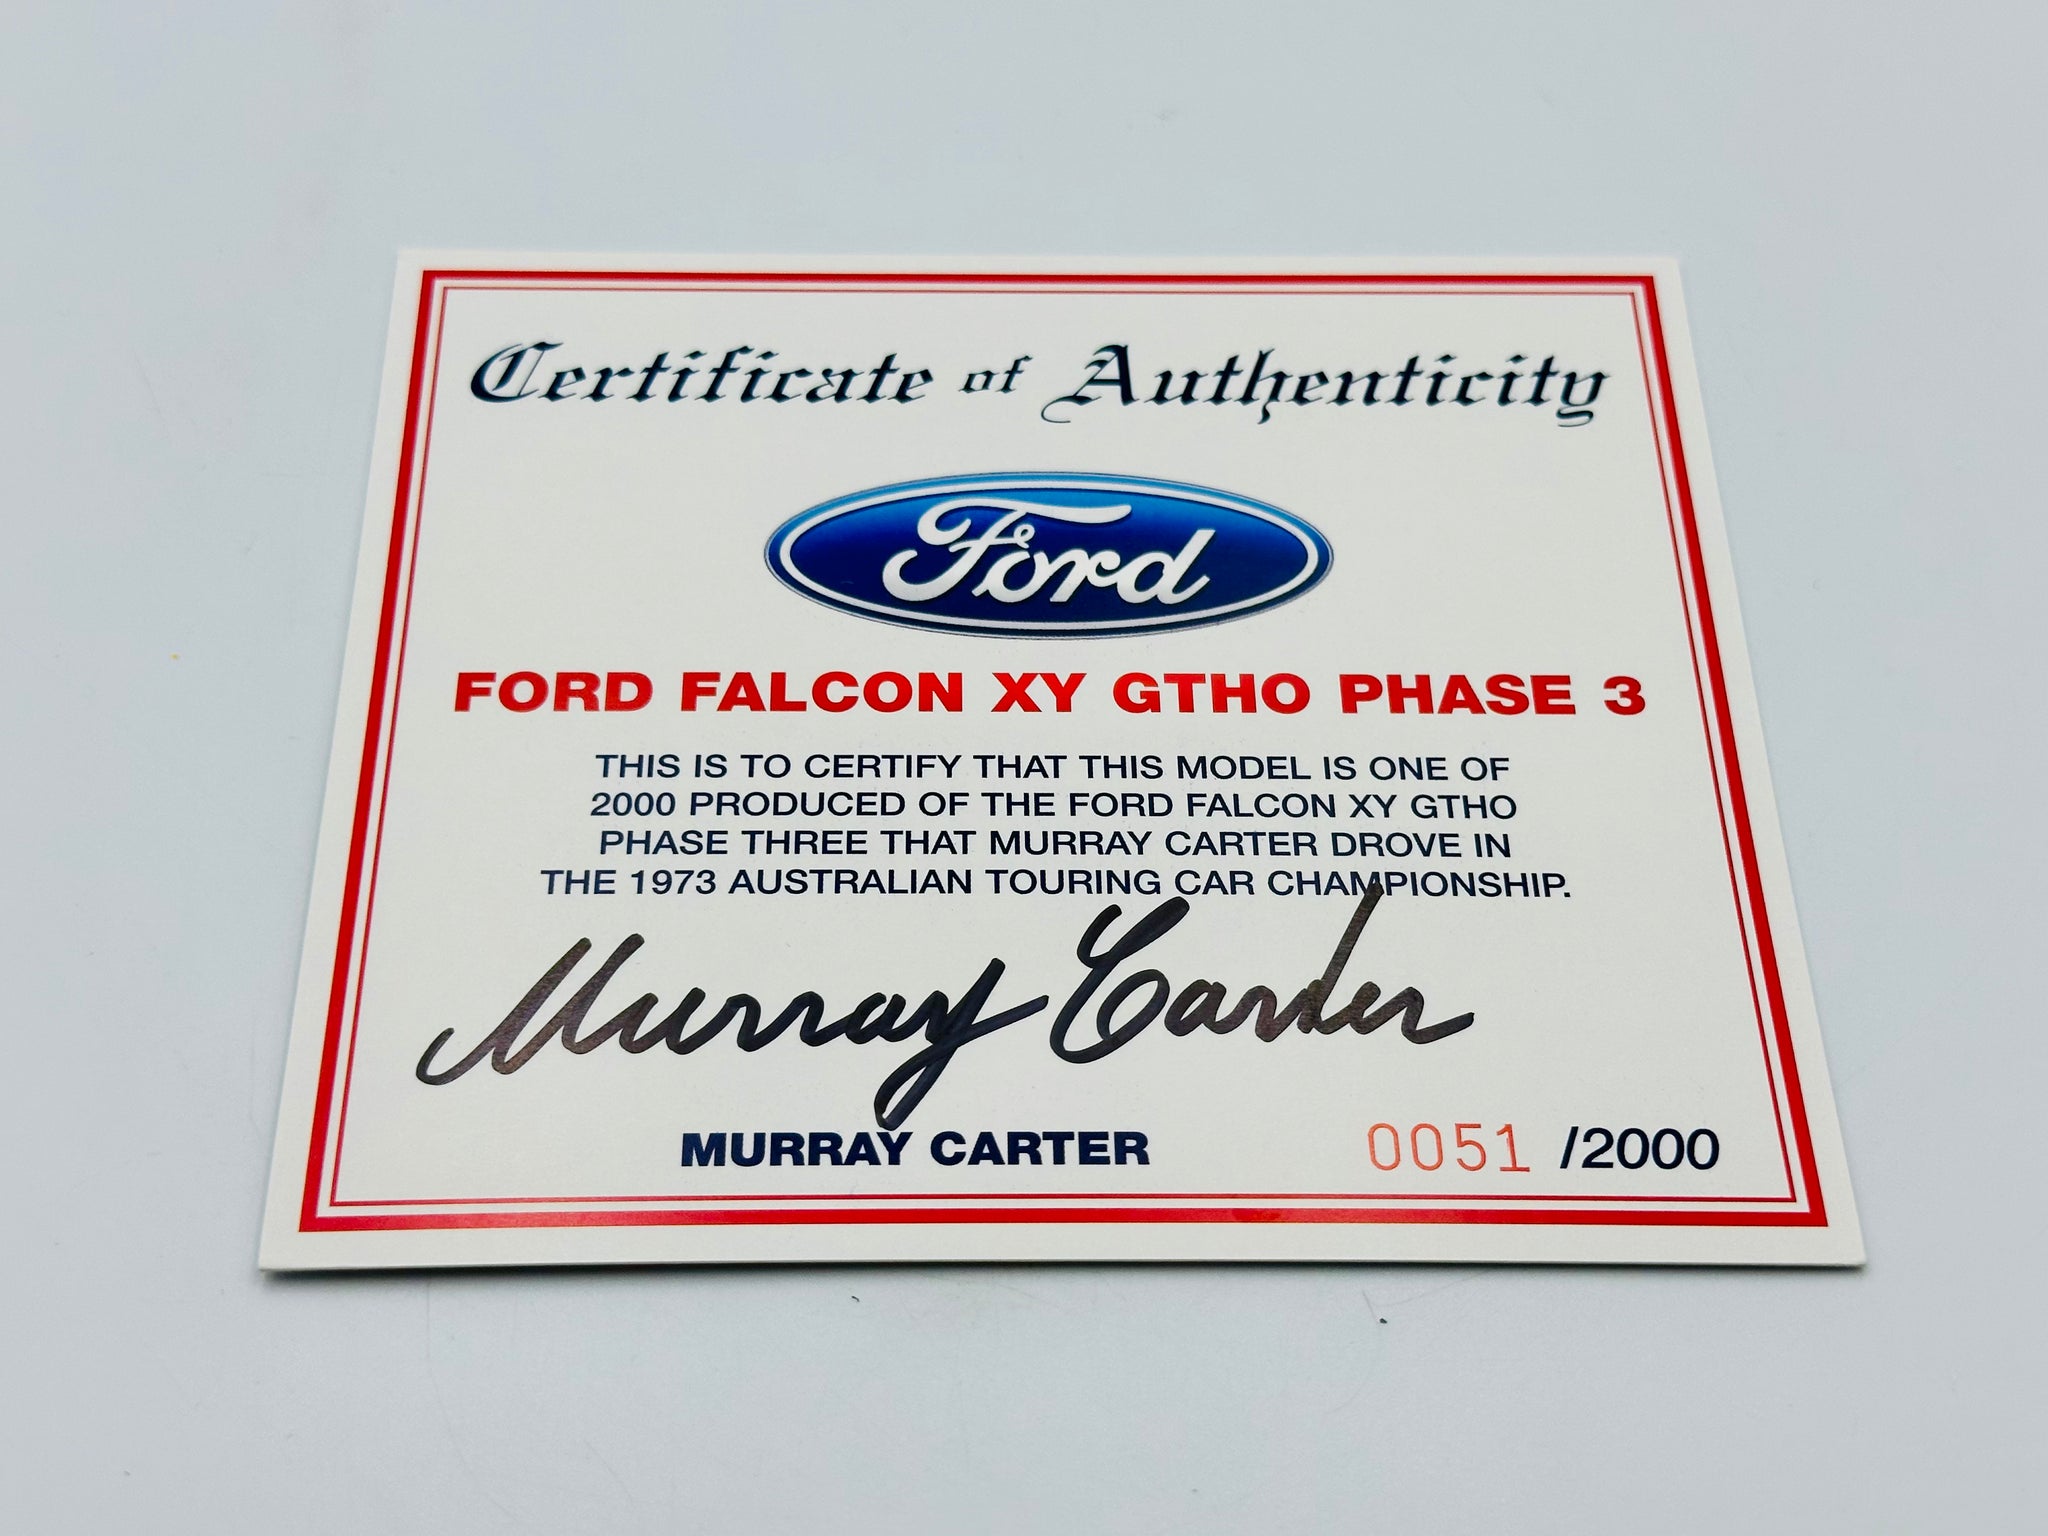 Certificate of Authenticity
Ford
FORD FALCON XY GTHO PHASE 3
THIS IS TO CERTIFY THAT THIS MODEL IS ONE OF
2000 PRODUCED OF THE FORD FALCON XY GTHO
PHASE THREE THAT MURRAY CARTER DROVE IN
THE 1973 AUSTRALIAN TOURING CAR CHAMPIONSHIP.
Murray Carter
MURRAY CARTER
0051 /2000